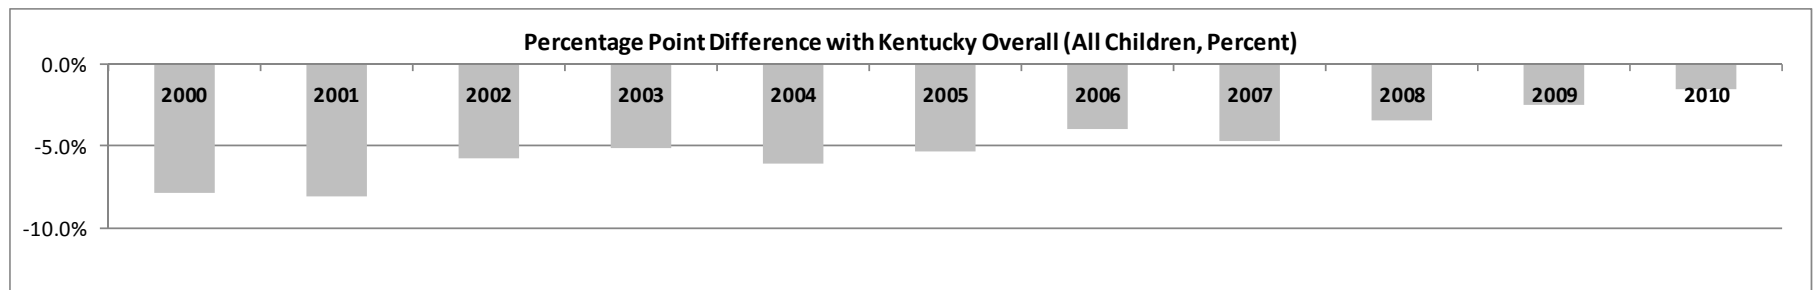 Percentage Point Difference with Kentucky Overall (All Children, Percent)
0.0%
2000 2001 2002 2003 2004 2005 2006 2007 2008 2009 2010
-5.0%
-10.0%